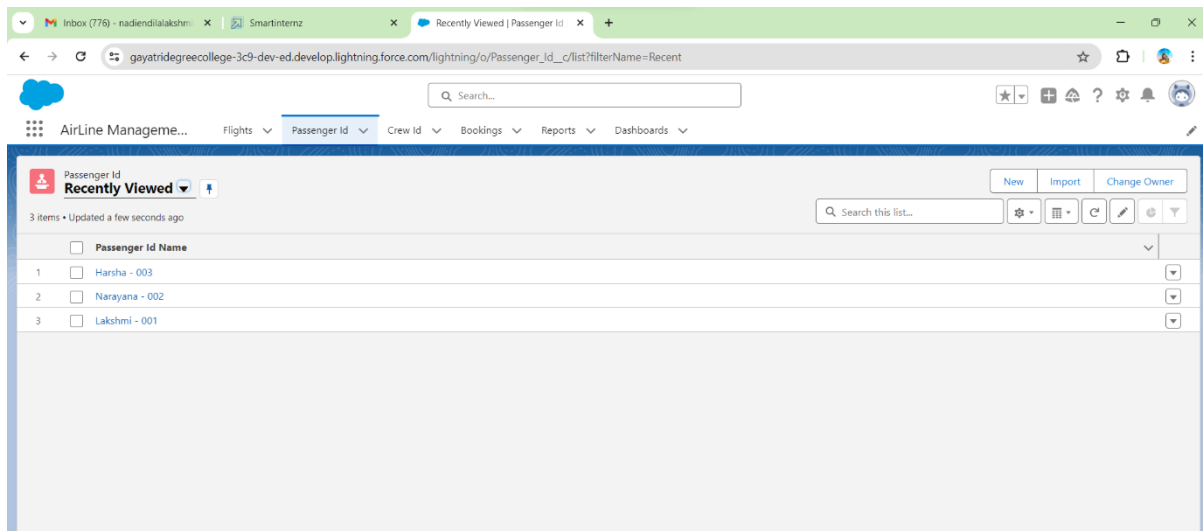 Inbox (776) - nadiendilalakshm
Smartinternz
Recently Viewed | Passenger Id
gayatridegreecollege-3c9-dev-ed.develop.lightning.force.com/lightning/o/Passenger_Id__c/list?filterName=Recent
Search...
AirLine Manageme... Flights Passenger Id Crew Id Bookings Reports Dashboards
Passenger Id
Recently Viewed
New Import Change Owner
3 items • Updated a few seconds ago
Search this list...
Passenger Id Name
1 Harsha - 003
2 Narayana - 002
3 Lakshmi - 001